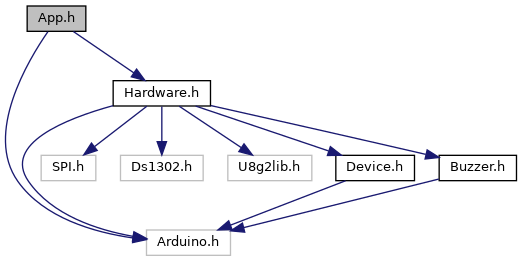 App.h
Hardware.h
SPI.h
Ds1302.h
U8g2lib.h
Device.h
Buzzer.h
Arduino.h